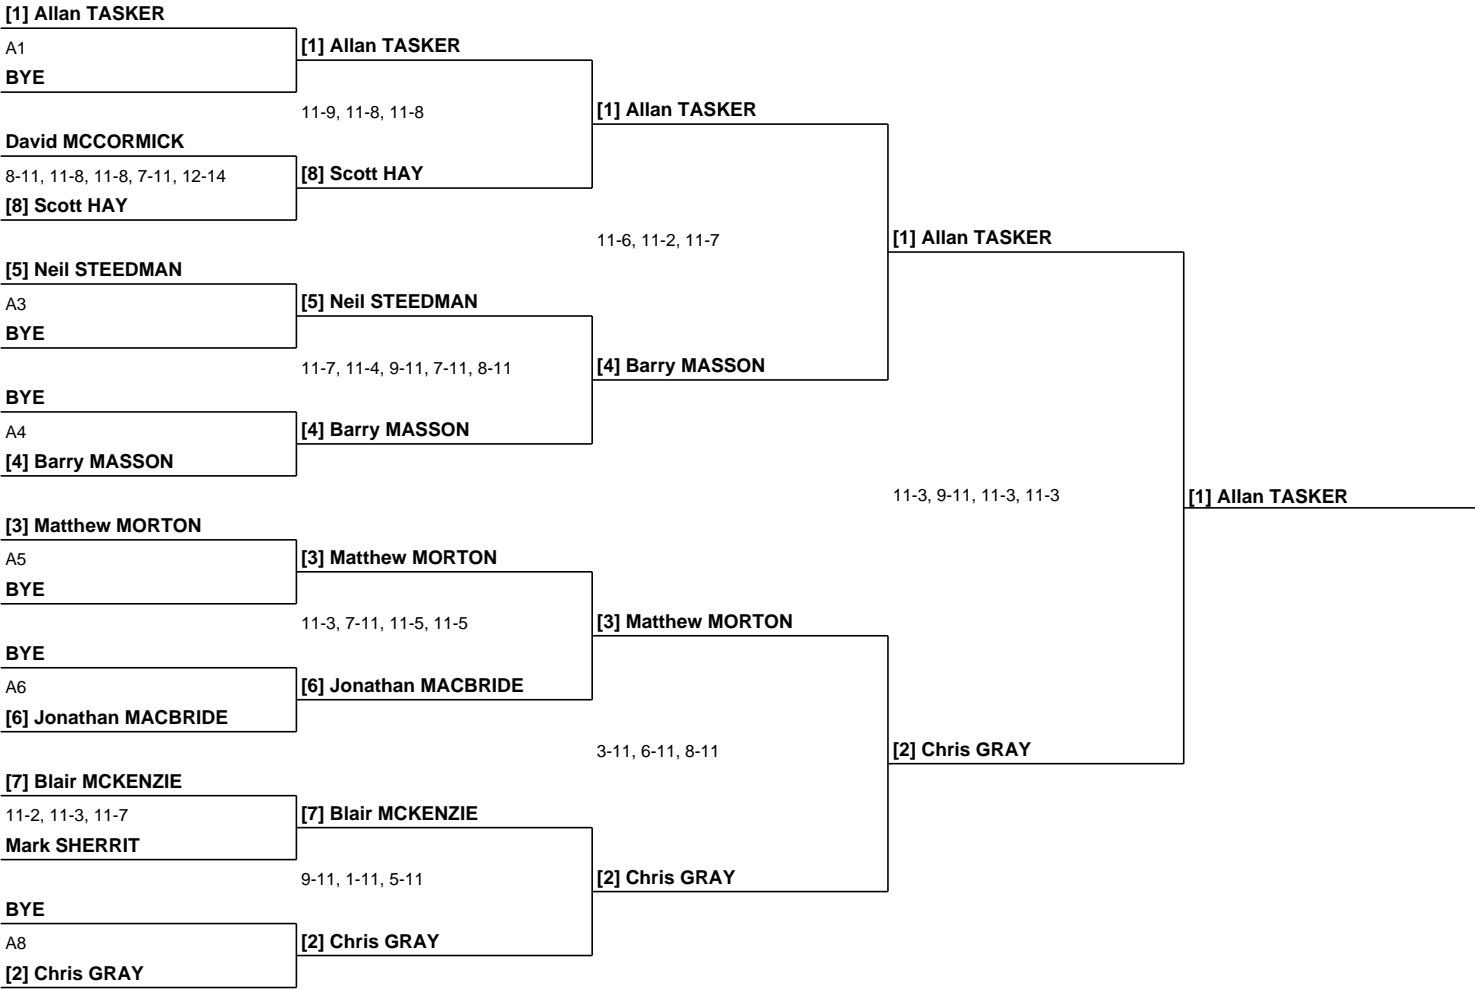 [1] Allan TASKER
A1
BYE
David MCCORMICK
8-11, 11-8, 11-8, 7-11, 12-14
[8] Scott HAY
[5] Neil STEEDMAN
A3
BYE
BYE
A4
[4] Barry MASSON
[3] Matthew MORTON
A5
BYE
BYE
A6
[6] Jonathan MACBRIDE
[7] Blair MCKENZIE
11-2, 11-3, 11-7
Mark SHERRIT
BYE
A8
[2] Chris GRAY
[1] Allan TASKER
11-9, 11-8, 11-8
[8] Scott HAY
[5] Neil STEEDMAN
11-7, 11-4, 9-11, 7-11, 8-11
[4] Barry MASSON
[3] Matthew MORTON
11-3, 7-11, 11-5, 11-5
[6] Jonathan MACBRIDE
[7] Blair MCKENZIE
9-11, 1-11, 5-11
[2] Chris GRAY
[1] Allan TASKER
11-6, 11-2, 11-7
[4] Barry MASSON
[3] Matthew MORTON
3-11, 6-11, 8-11
[2] Chris GRAY
[1] Allan TASKER
11-3, 9-11, 11-3, 11-3
[2] Chris GRAY
[1] Allan TASKER